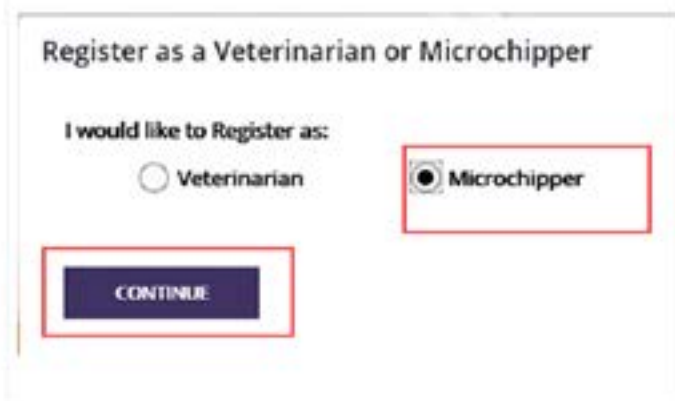 Register as a Veterinarian or Microchipper
I would like to Register as:
Veterinarian Microchipper
CONTINUE